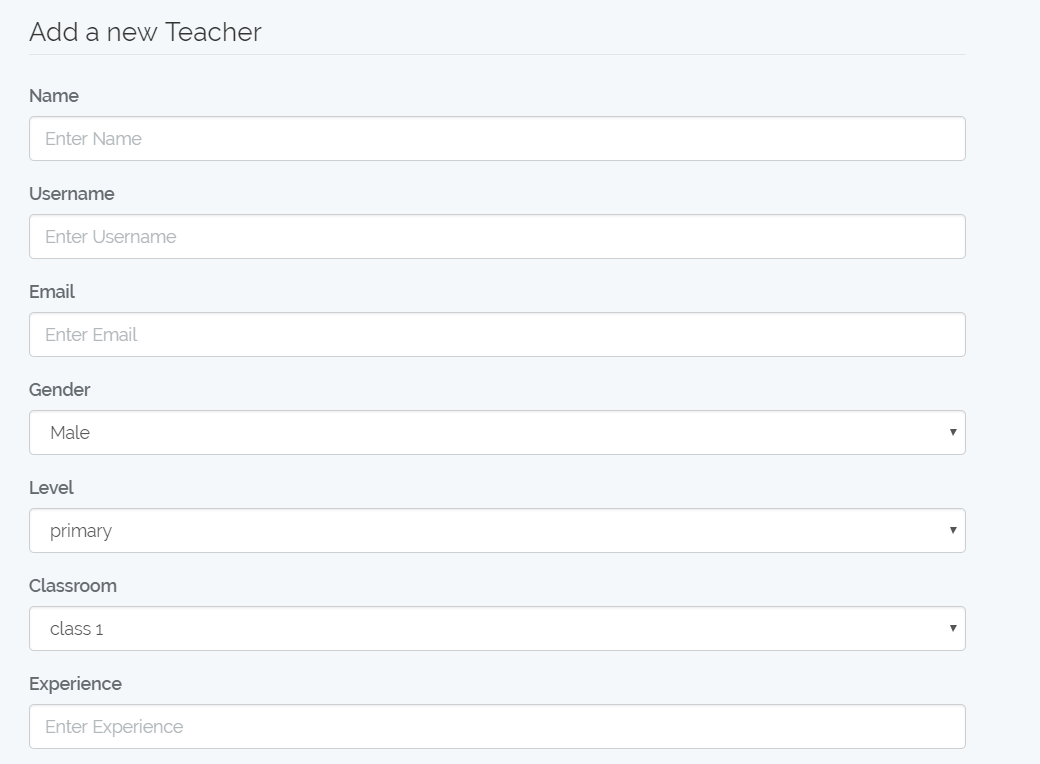 Add a new Teacher
Name
Enter Name
Username
Enter Username
Email
Enter Email
Gender
Male
Level
primary
Classroom
class 1
Experience
Enter Experience